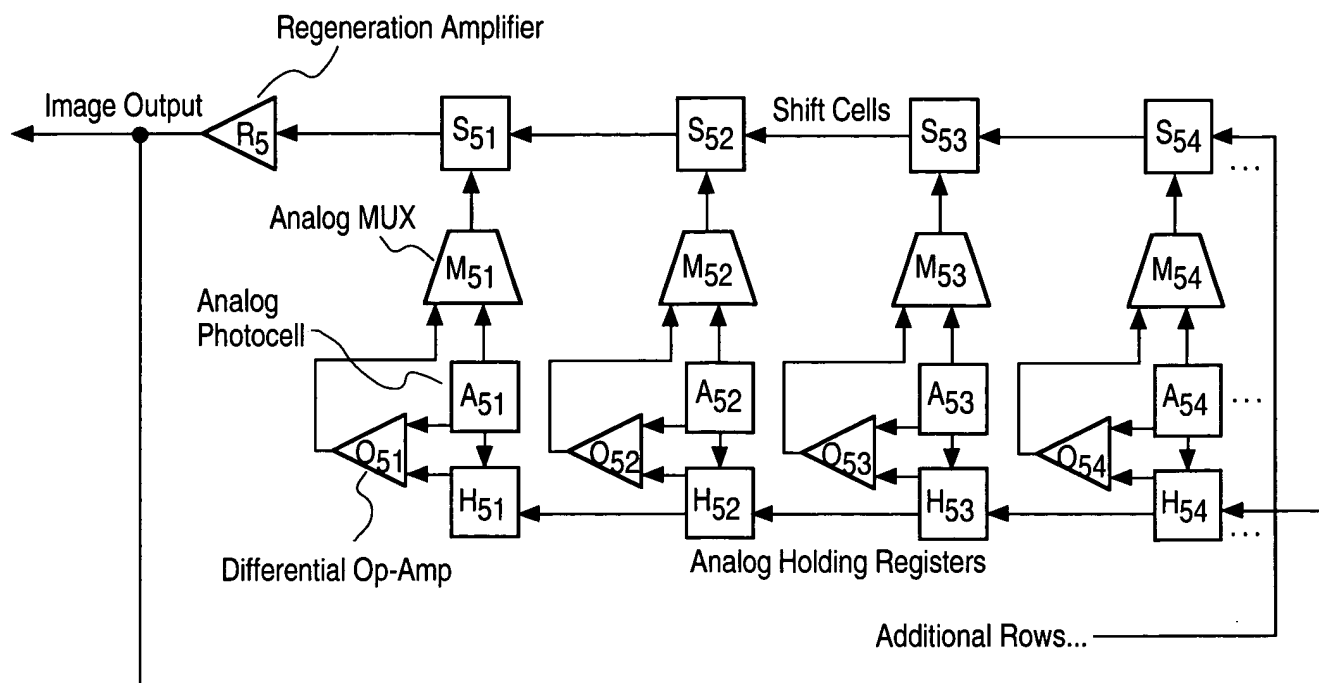 Regeneration Amplifier
Image Output
R5
S51
S52
Shift Cells
S53
S54
...
Analog MUX
M51
M52
M53
M54
Analog
Photocell
A51
A52
A53
A54
...
O51
O52
O53
O54
H51
H52
H53
H54
...
Differential Op-Amp
Analog Holding Registers
Additional Rows...